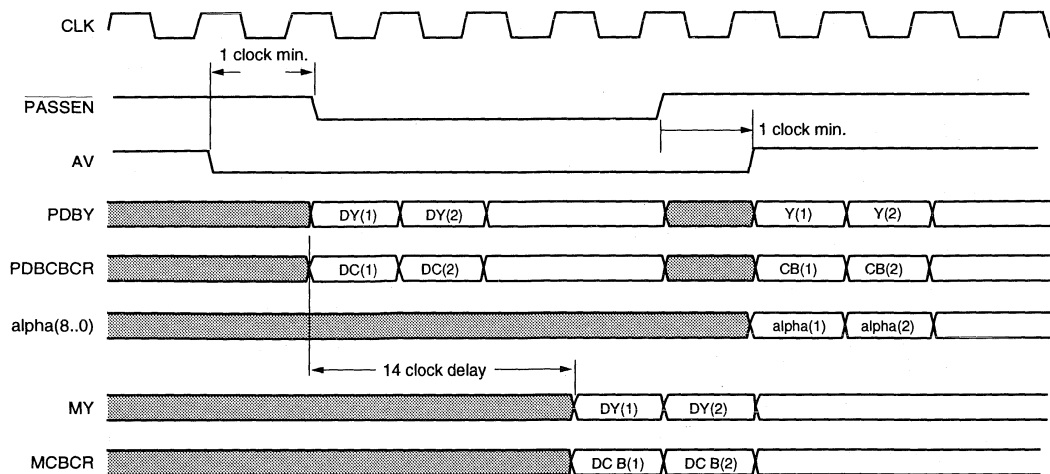 CLK
1 clock min.
PASSEN
1 clock min.
AV
PDBY DY(1) DY(2) Y(1) Y(2)
PDBCBCR DC(1) DC(2) CB(1) CB(2)
alpha(8..0) alpha(1) alpha(2)
14 clock delay
MY DY(1) DY(2)
MCBCR DC B(1) DC B(2)